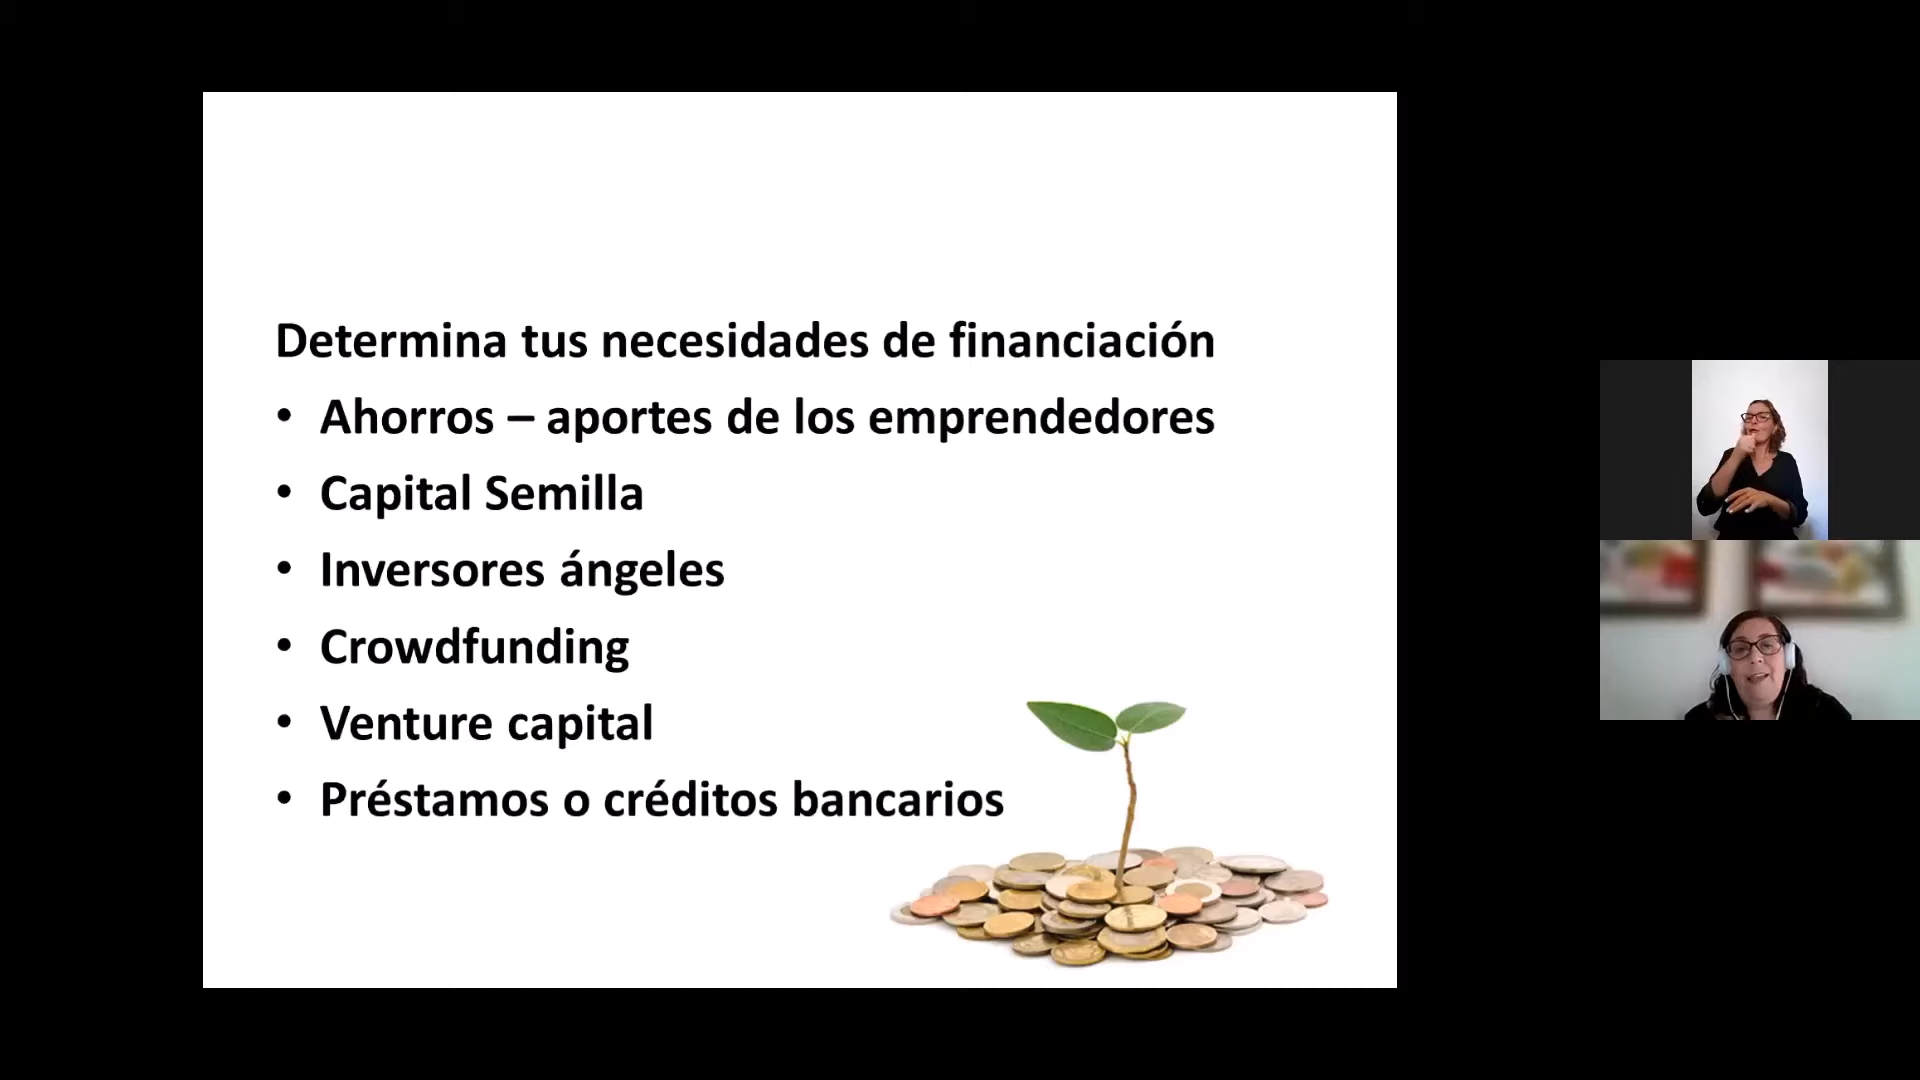 Determina tus necesidades de financiación
• Ahorros – aportes de los emprendedores
• Capital Semilla
• Inversores ángeles
• Crowdfunding
• Venture capital
• Préstamos o créditos bancarios